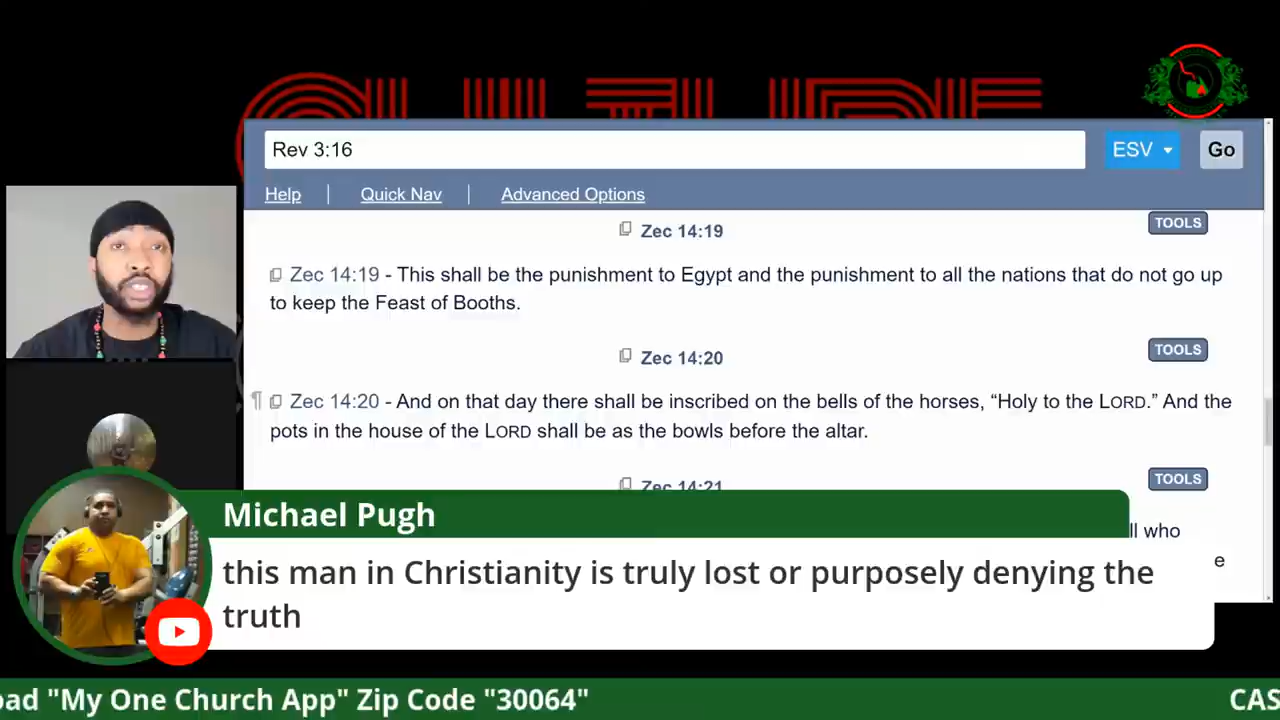 Rev 3:16
ESV
Go
Help
Quick Nav
Advanced Options
Zec 14:19
TOOLS
Zec 14:19 - This shall be the punishment to Egypt and the punishment to all the nations that do not go up
to keep the Feast of Booths.
Zec 14:20
TOOLS
¶ Zec 14:20 - And on that day there shall be inscribed on the bells of the horses, “Holy to the LORD.” And the
pots in the house of the LORD shall be as the bowls before the altar.
Zec 14:21
TOOLS
ll who
e
Michael Pugh
this man in Christianity is truly lost or purposely denying the
truth
oad "My One Church App" Zip Code "30064"
CAS